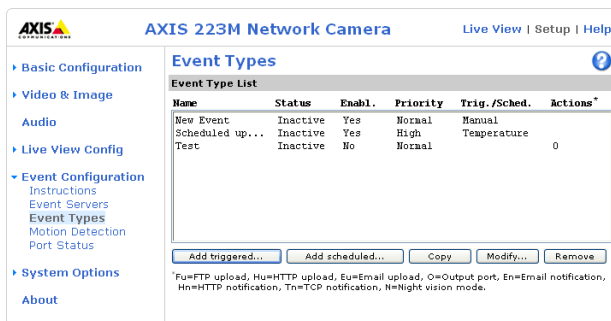 AXIS
COMMUNICATIONS
AXIS 223M Network Camera
Live View | Setup | Help
Basic Configuration
Video & Image
Audio
Live View Config
Event Configuration
Instructions
Event Servers
Event Types
Motion Detection
Port Status
System Options
About
Event Types
?
Event Type List
Name Status Enabl. Priority Trig./Sched. Actions*
New Event Inactive Yes Normal Manual
Scheduled up... Inactive Yes High Temperature
Test Inactive No Normal O
Add triggered... Add scheduled... Copy Modify... Remove
*Fu=FTP upload, Hu=HTTP upload, Eu=Email upload, O=Output port, En=Email notification,
Hn=HTTP notification, Tn=TCP notification, N=Night vision mode.